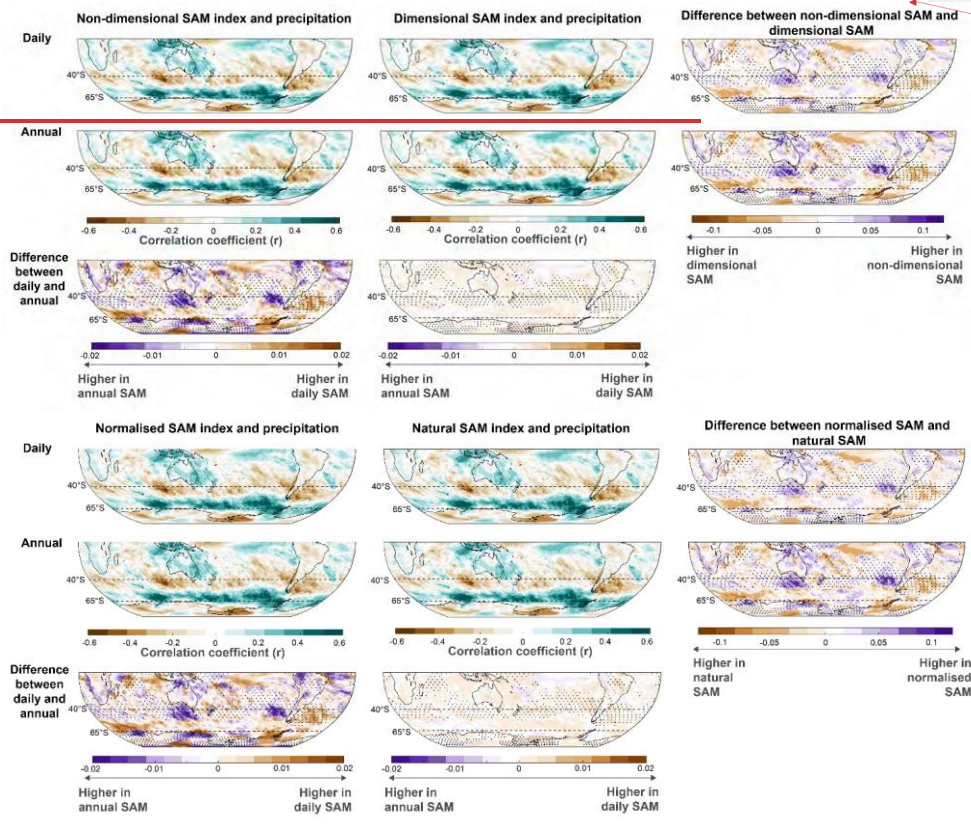 Non-dimensional SAM index and precipitation
Dimensional SAM index and precipitation
Difference between non-dimensional SAM and
dimensional SAM
Daily
40°S
65°S
40°S
65°S
Annual
40°S
65°S
40°S
65°S
-0.6 -0.4 -0.2 0 0.2 0.4 0.6
Correlation coefficient (r)
-0.6 -0.4 -0.2 0 0.2 0.4 0.6
Correlation coefficient (r)
-0.1 -0.05 0 0.05 0.1
Higher in
dimensional
SAM
Higher in
non-dimensional
SAM
Difference
between
daily and
annual
40°S
65°S
-0.02 -0.01 0 0.01 0.02
Higher in
annual SAM
Higher in
daily SAM
-0.02 -0.01 0 0.01 0.02
Higher in
annual SAM
Higher in
daily SAM
Normalised SAM index and precipitation
Natural SAM index and precipitation
Difference between normalised SAM and
natural SAM
Daily
40°S
65°S
40°S
65°S
Annual
40°S
65°S
40°S
65°S
-0.6 -0.4 -0.2 0 0.2 0.4 0.6
Correlation coefficient (r)
-0.6 -0.4 -0.2 0 0.2 0.4 0.6
Correlation coefficient (r)
-0.1 -0.05 0 0.05 0.1
Higher in
natural
SAM
Higher in
normalised
SAM
Difference
between
daily and
annual
40°S
65°S
-0.02 -0.01 0 0.01 0.02
Higher in
annual SAM
Higher in
daily SAM
-0.02 -0.01 0 0.01 0.02
Higher in
annual SAM
Higher in
daily SAM